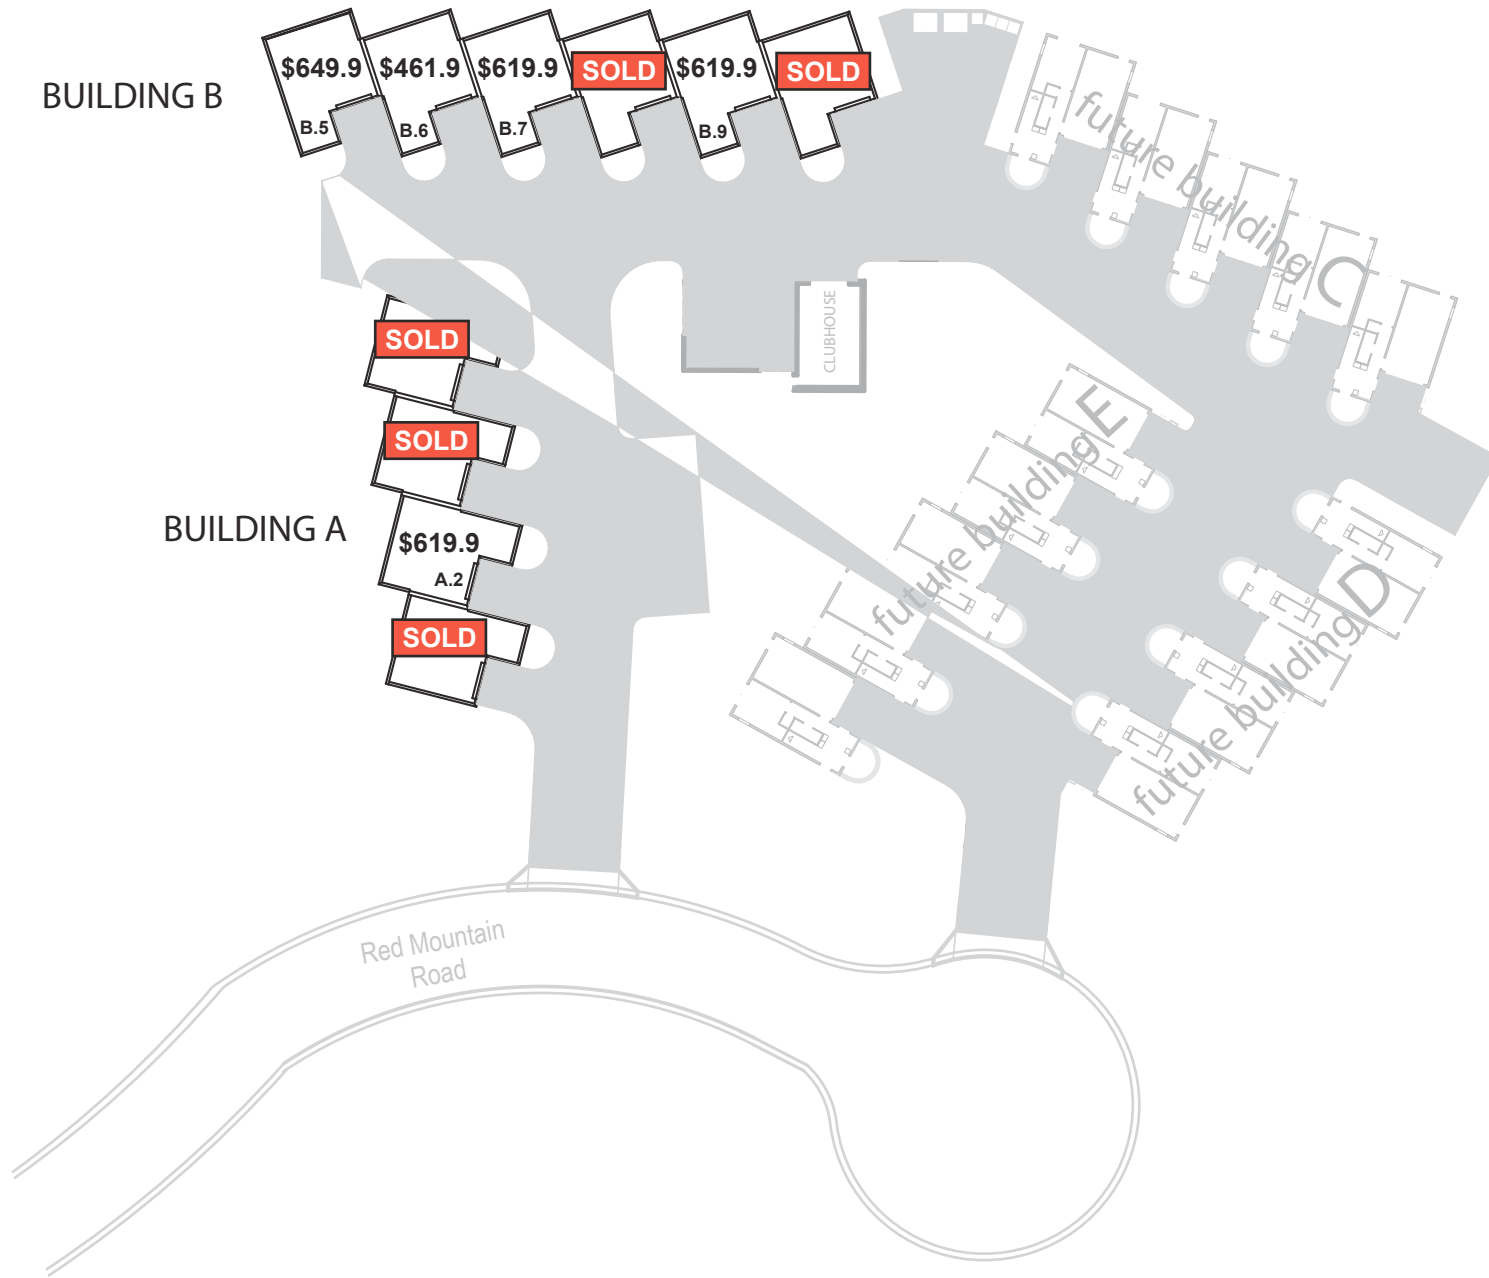 BUILDING B
$649.9
$461.9
$619.9
SOLD
$619.9
SOLD
B.5
B.6
B.7
B.9
future building C
CLUBHOUSE
SOLD
SOLD
BUILDING A
$619.9
A.2
SOLD
future building E
future building D
Red Mountain
Road